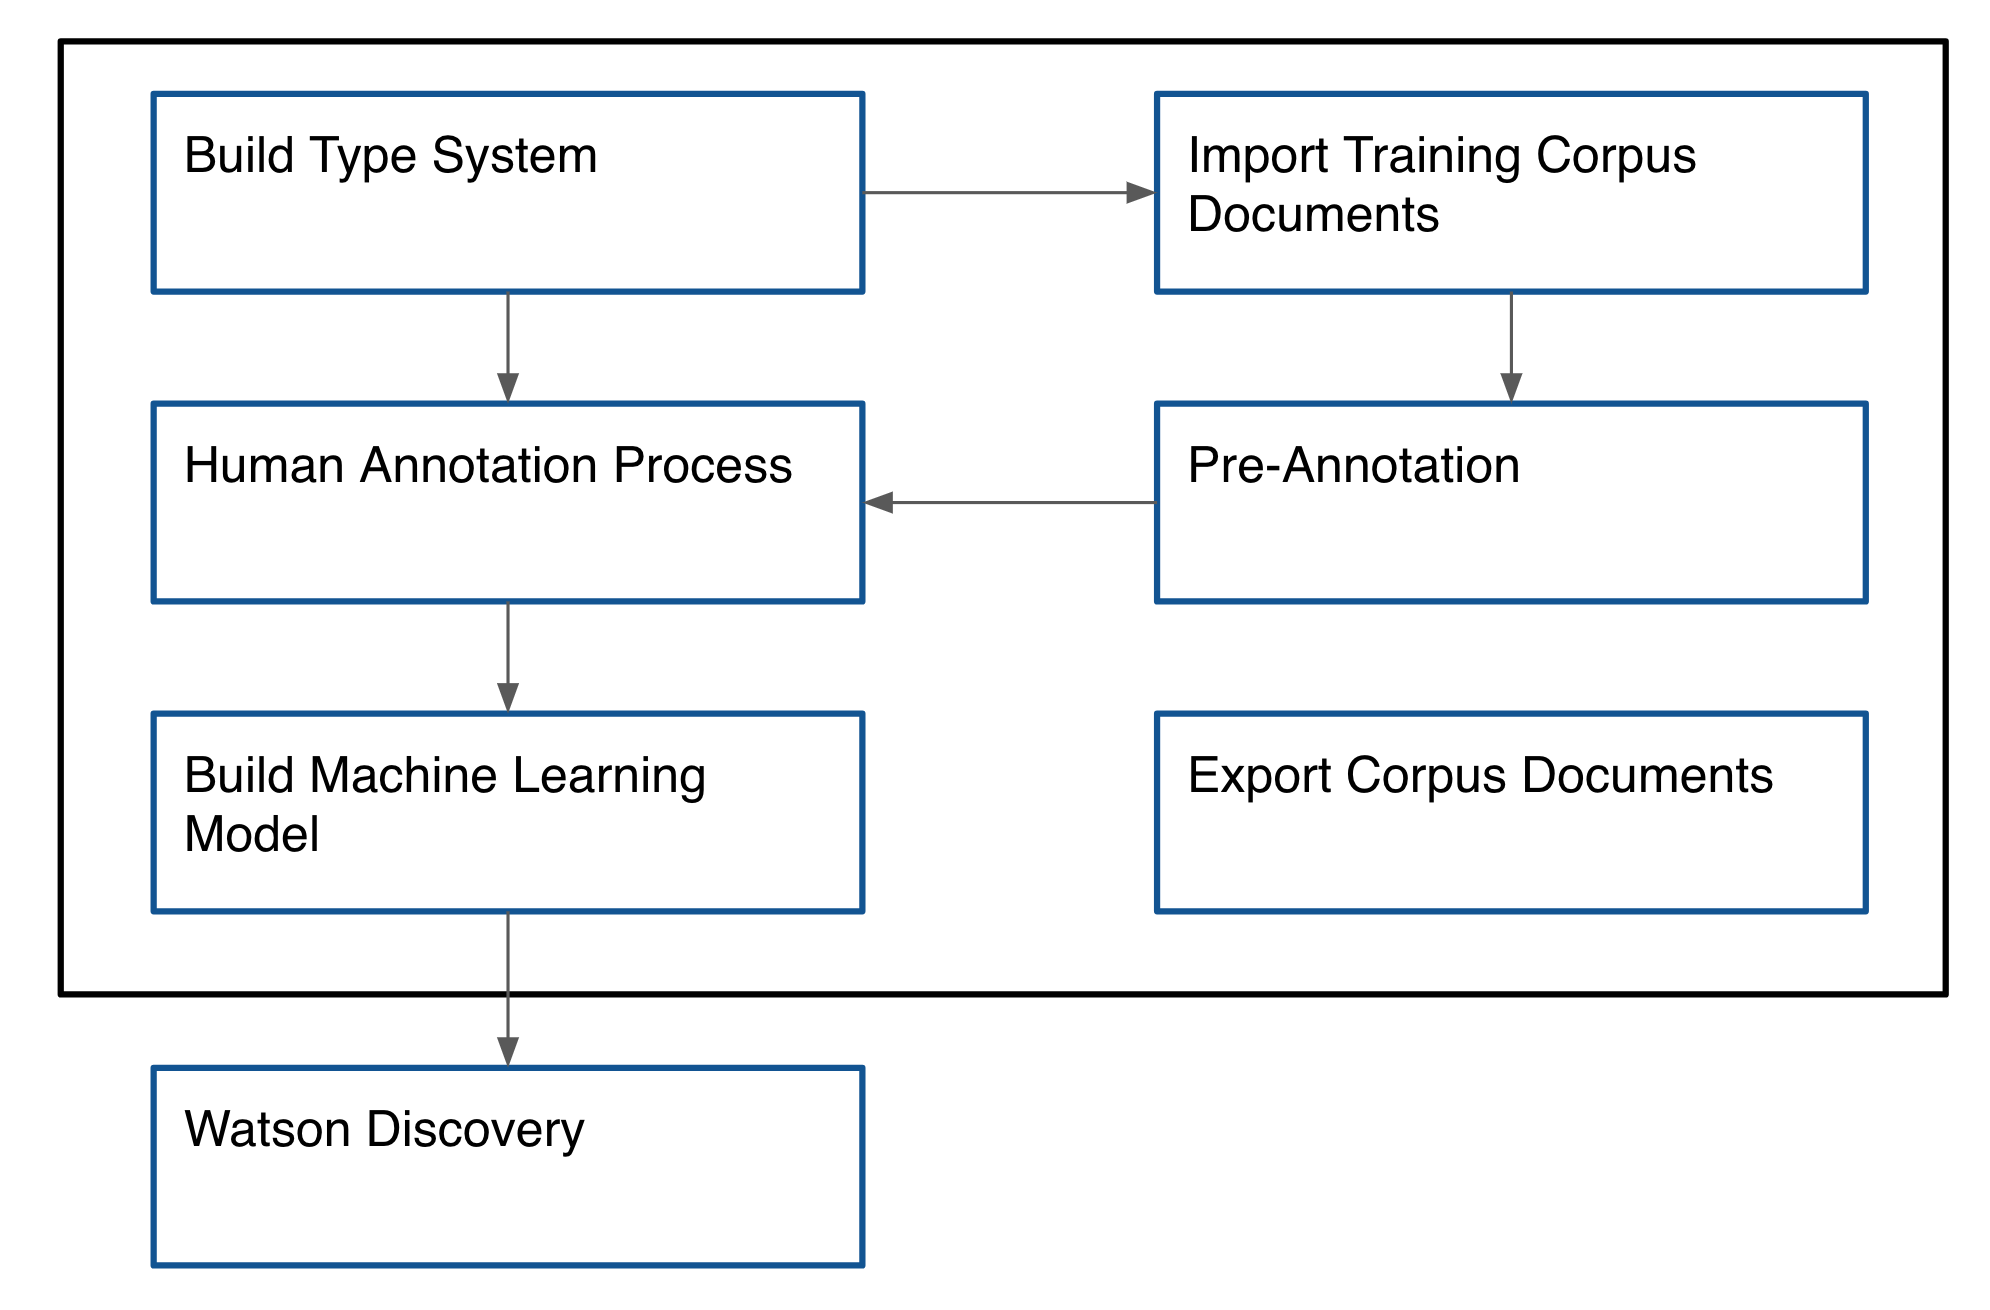 Build Type System
Import Training Corpus
Documents
Human Annotation Process
Pre-Annotation
Build Machine Learning
Model
Export Corpus Documents
Watson Discovery